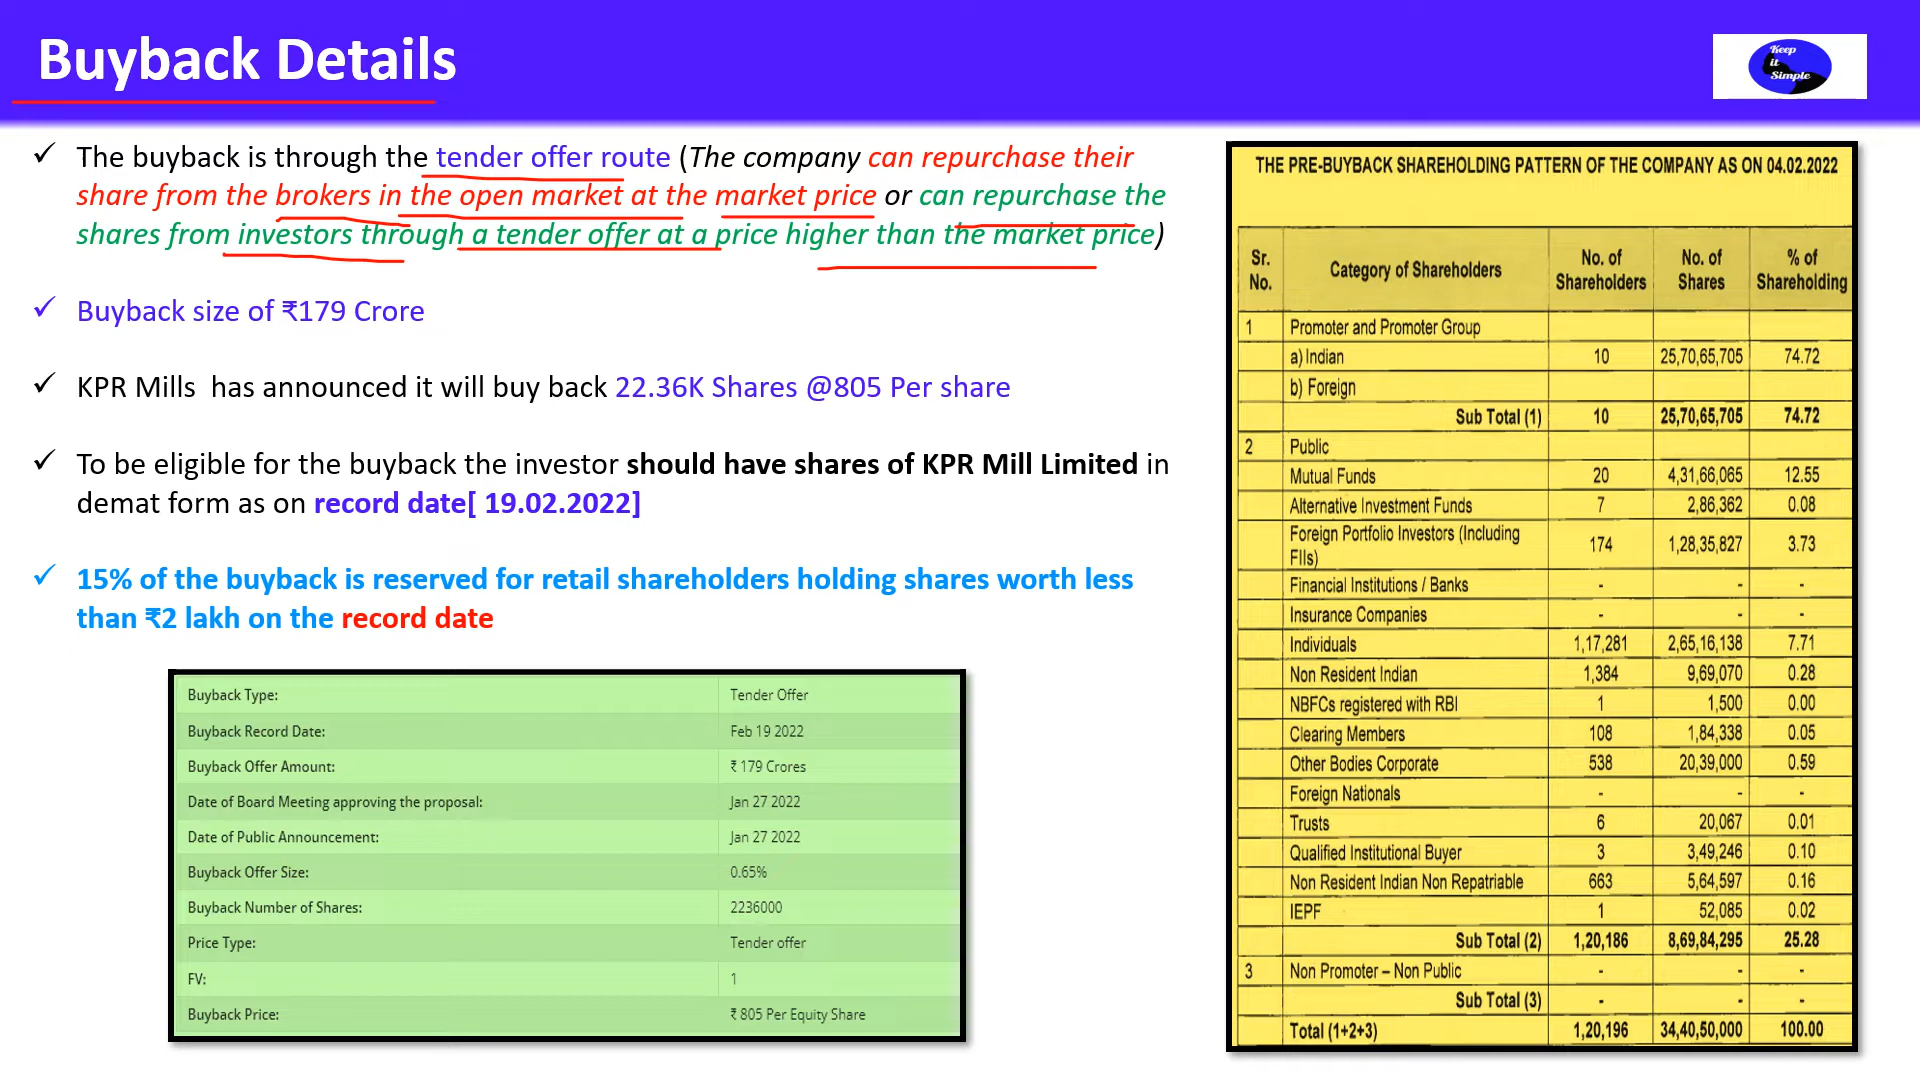 Buyback Details
Keep
it
Simple
✓ The buyback is through the tender offer route (The company can repurchase their
share from the brokers in the open market at the market price or can repurchase the
shares from investors through a tender offer at a price higher than the market price)
✓ Buyback size of ₹179 Crore
✓ KPR Mills has announced it will buy back 22.36K Shares @805 Per share
✓ To be eligible for the buyback the investor should have shares of KPR Mill Limited in
demat form as on record date[ 19.02.2022]
✓ 15% of the buyback is reserved for retail shareholders holding shares worth less
than ₹2 lakh on the record date
Buyback Type: Tender Offer
Buyback Record Date: Feb 19 2022
Buyback Offer Amount: ₹ 179 Crores
Date of Board Meeting approving the proposal: Jan 27 2022
Date of Public Announcement: Jan 27 2022
Buyback Offer Size: 0.65%
Buyback Number of Shares: 2236000
Price Type: Tender offer
FV: 1
Buyback Price: ₹ 805 Per Equity Share
THE PRE-BUYBACK SHAREHOLDING PATTERN OF THE COMPANY AS ON 04.02.2022
Sr. No. of No. of % of
No. Category of Shareholders Shareholders Shares Shareholding
1 Promoter and Promoter Group
a) Indian 10 25,70,65,705 74.72
b) Foreign
Sub Total (1) 10 25,70,65,705 74.72
2 Public
Mutual Funds 20 4,31,66,065 12.55
Alternative Investment Funds 7 2,86,362 0.08
Foreign Portfolio Investors (Including
FIIs) 174 1,28,35,827 3.73
Financial Institutions / Banks - - -
Insurance Companies - - -
Individuals 1,17,281 2,65,16,138 7.71
Non Resident Indian 1,384 9,69,070 0.28
NBFCs registered with RBI 1 1,500 0.00
Clearing Members 108 1,84,338 0.05
Other Bodies Corporate 538 20,39,000 0.59
Foreign Nationals - - -
Trusts 6 20,067 0.01
Qualified Institutional Buyer 3 3,49,246 0.10
Non Resident Indian Non Repatriable 663 5,64,597 0.16
IEPF 1 52,085 0.02
Sub Total (2) 1,20,186 8,69,84,295 25.28
3 Non Promoter – Non Public - - -
Sub Total (3) - - -
Total (1+2+3) 1,20,196 34,40,50,000 100.00